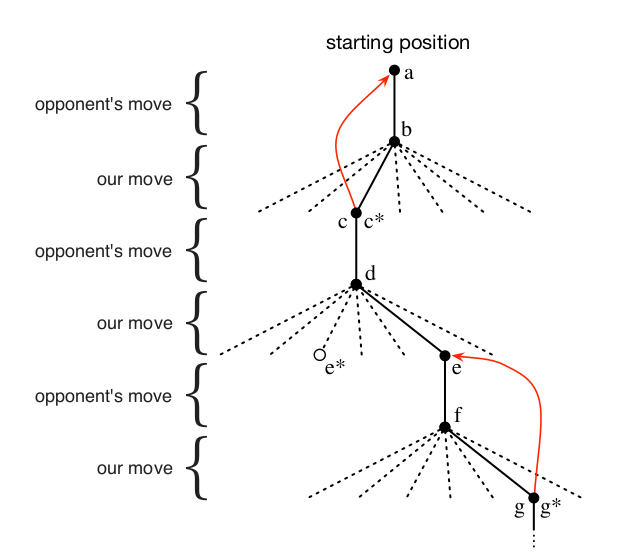 starting position
a
opponent's move
b
our move
c c*
opponent's move
d
our move
e* e
opponent's move
f
our move
g g*